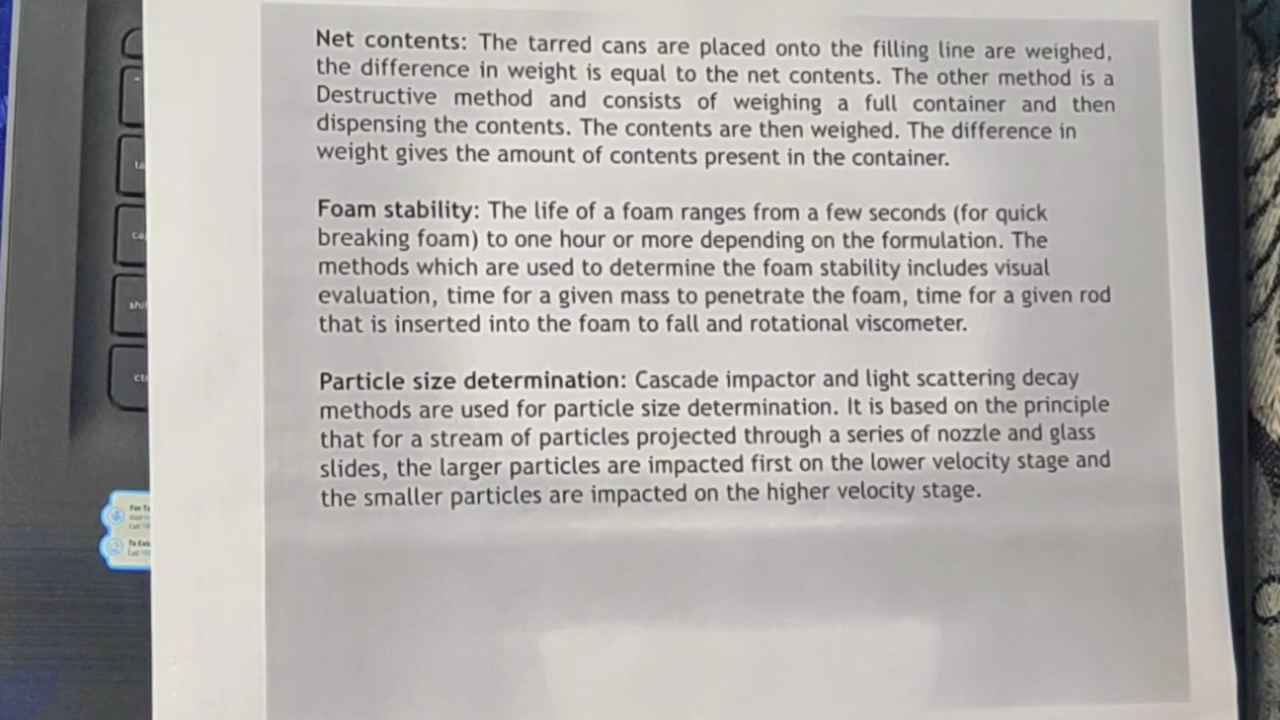 Net contents: The tarred cans are placed onto the filling line are weighed,
the difference in weight is equal to the net contents. The other method is a
Destructive method and consists of weighing a full container and then
dispensing the contents. The contents are then weighed. The difference in
weight gives the amount of contents present in the container.
Foam stability: The life of a foam ranges from a few seconds (for quick
breaking foam) to one hour or more depending on the formulation. The
methods which are used to determine the foam stability includes visual
evaluation, time for a given mass to penetrate the foam, time for a given rod
that is inserted into the foam to fall and rotational viscometer.
Particle size determination: Cascade impactor and light scattering decay
methods are used for particle size determination. It is based on the principle
that for a stream of particles projected through a series of nozzle and glass
slides, the larger particles are impacted first on the lower velocity stage and
the smaller particles are impacted on the higher velocity stage.